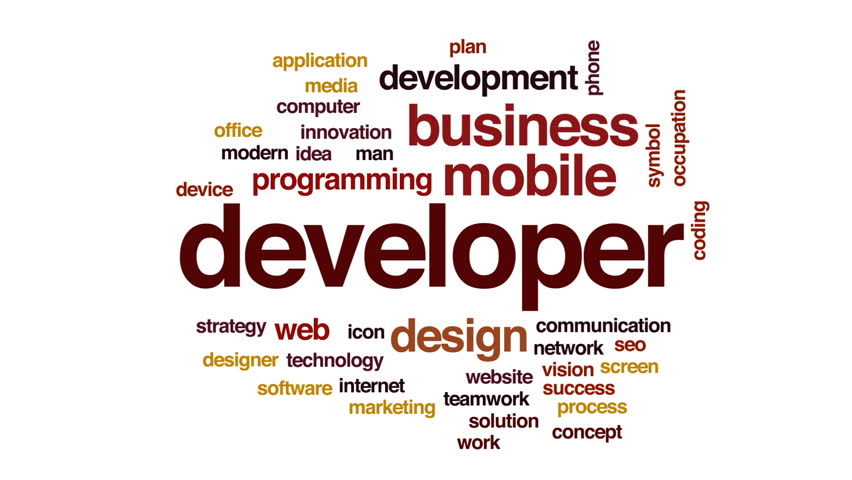 plan
application
development
phone
media
computer
business
office
innovation
symbol
occupation
modern
idea
man
mobile
programming
device
developer
coding
strategy
web
icon
design
communication
network
seo
designer
technology
vision
screen
website
software
internet
success
teamwork
marketing
process
solution
concept
work